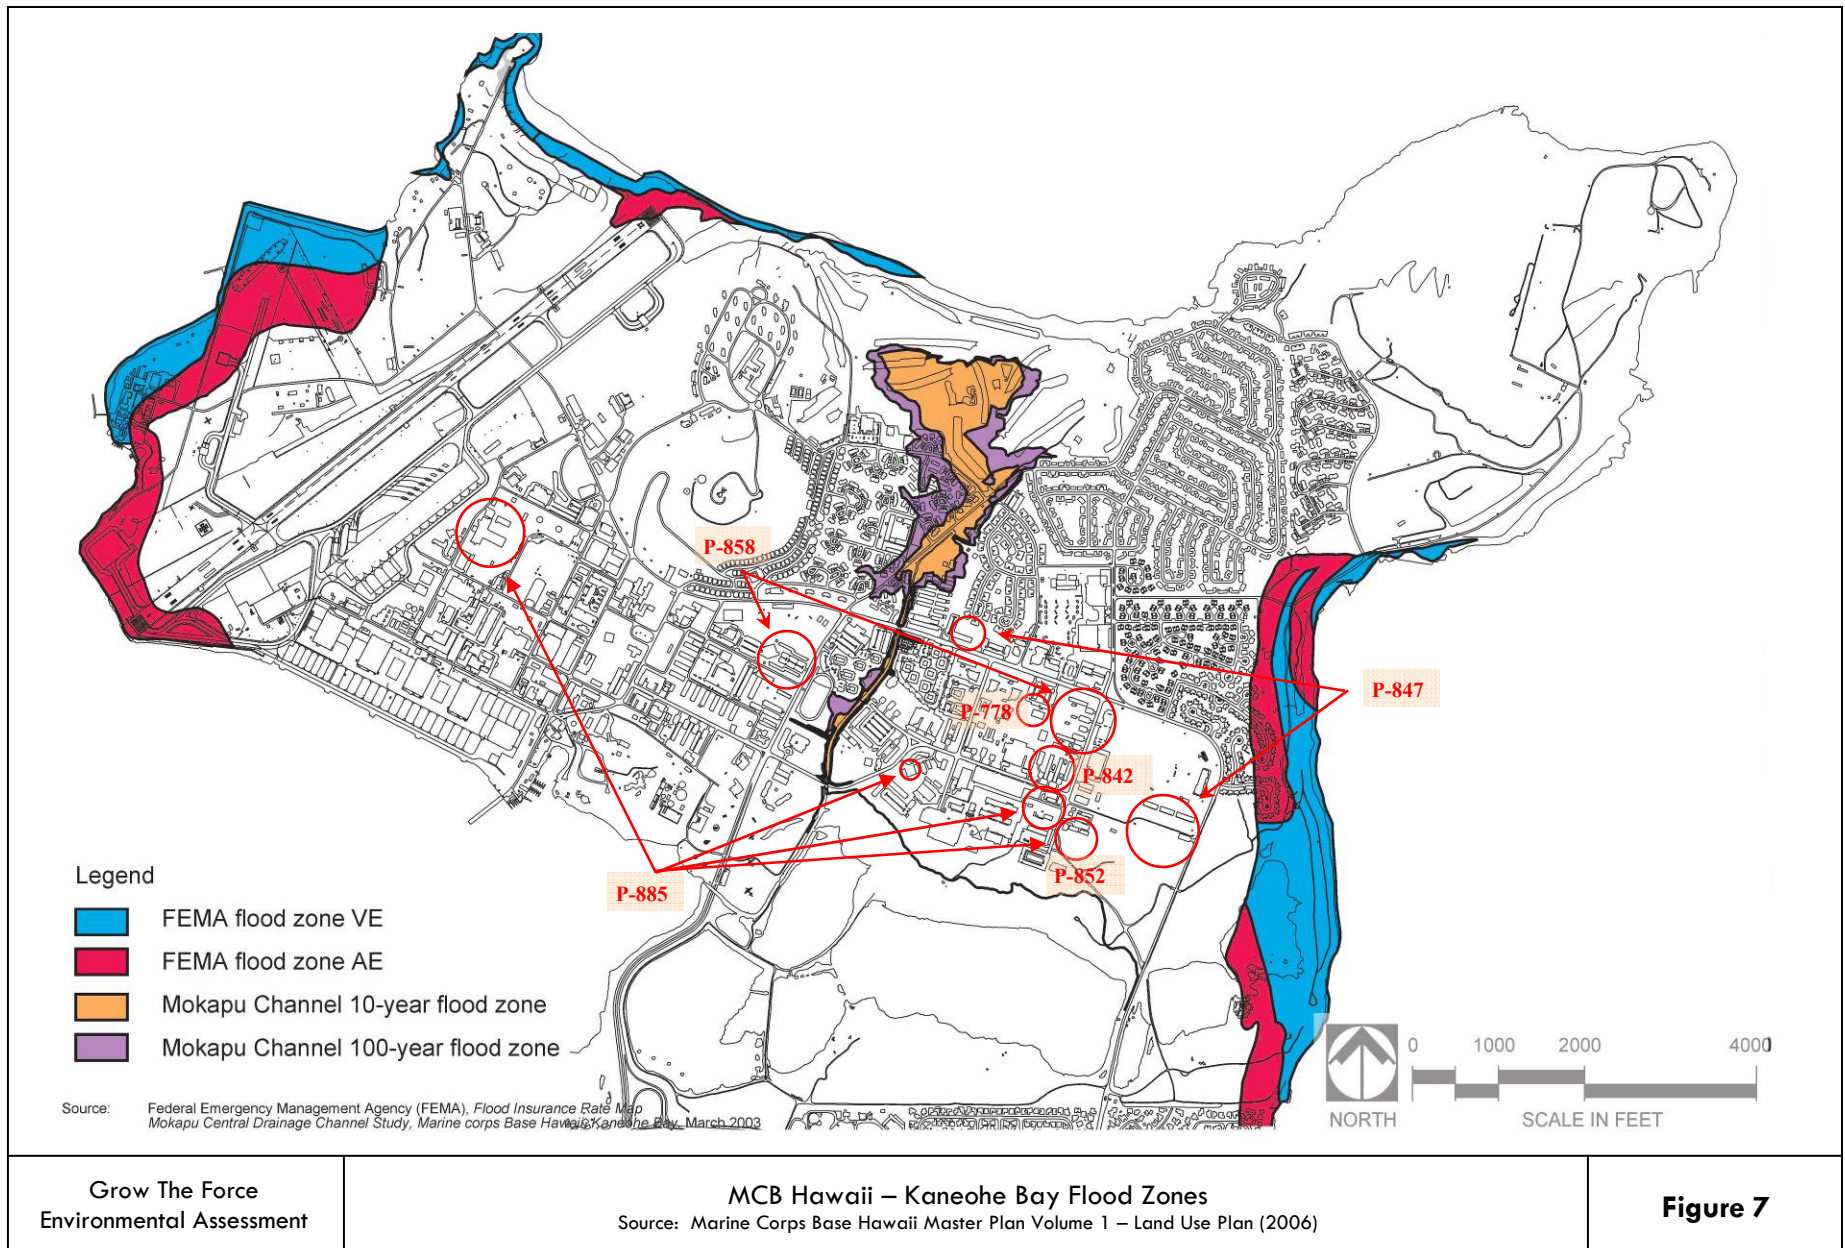 P-858
P-847
P-778
P-842
P-852
P-885
Legend
FEMA flood zone VE
FEMA flood zone AE
Mokapu Channel 10-year flood zone
Mokapu Channel 100-year flood zone
Source: Federal Emergency Management Agency (FEMA), Flood Insurance Rate Map
Mokapu Central Drainage Channel Study, Marine corps Base Hawaii Kaneohe Bay, March 2003
NORTH
0 1000 2000 4000
SCALE IN FEET
Grow The Force
Environmental Assessment
MCB Hawaii – Kaneohe Bay Flood Zones
Source: Marine Corps Base Hawaii Master Plan Volume 1 – Land Use Plan (2006)
Figure 7